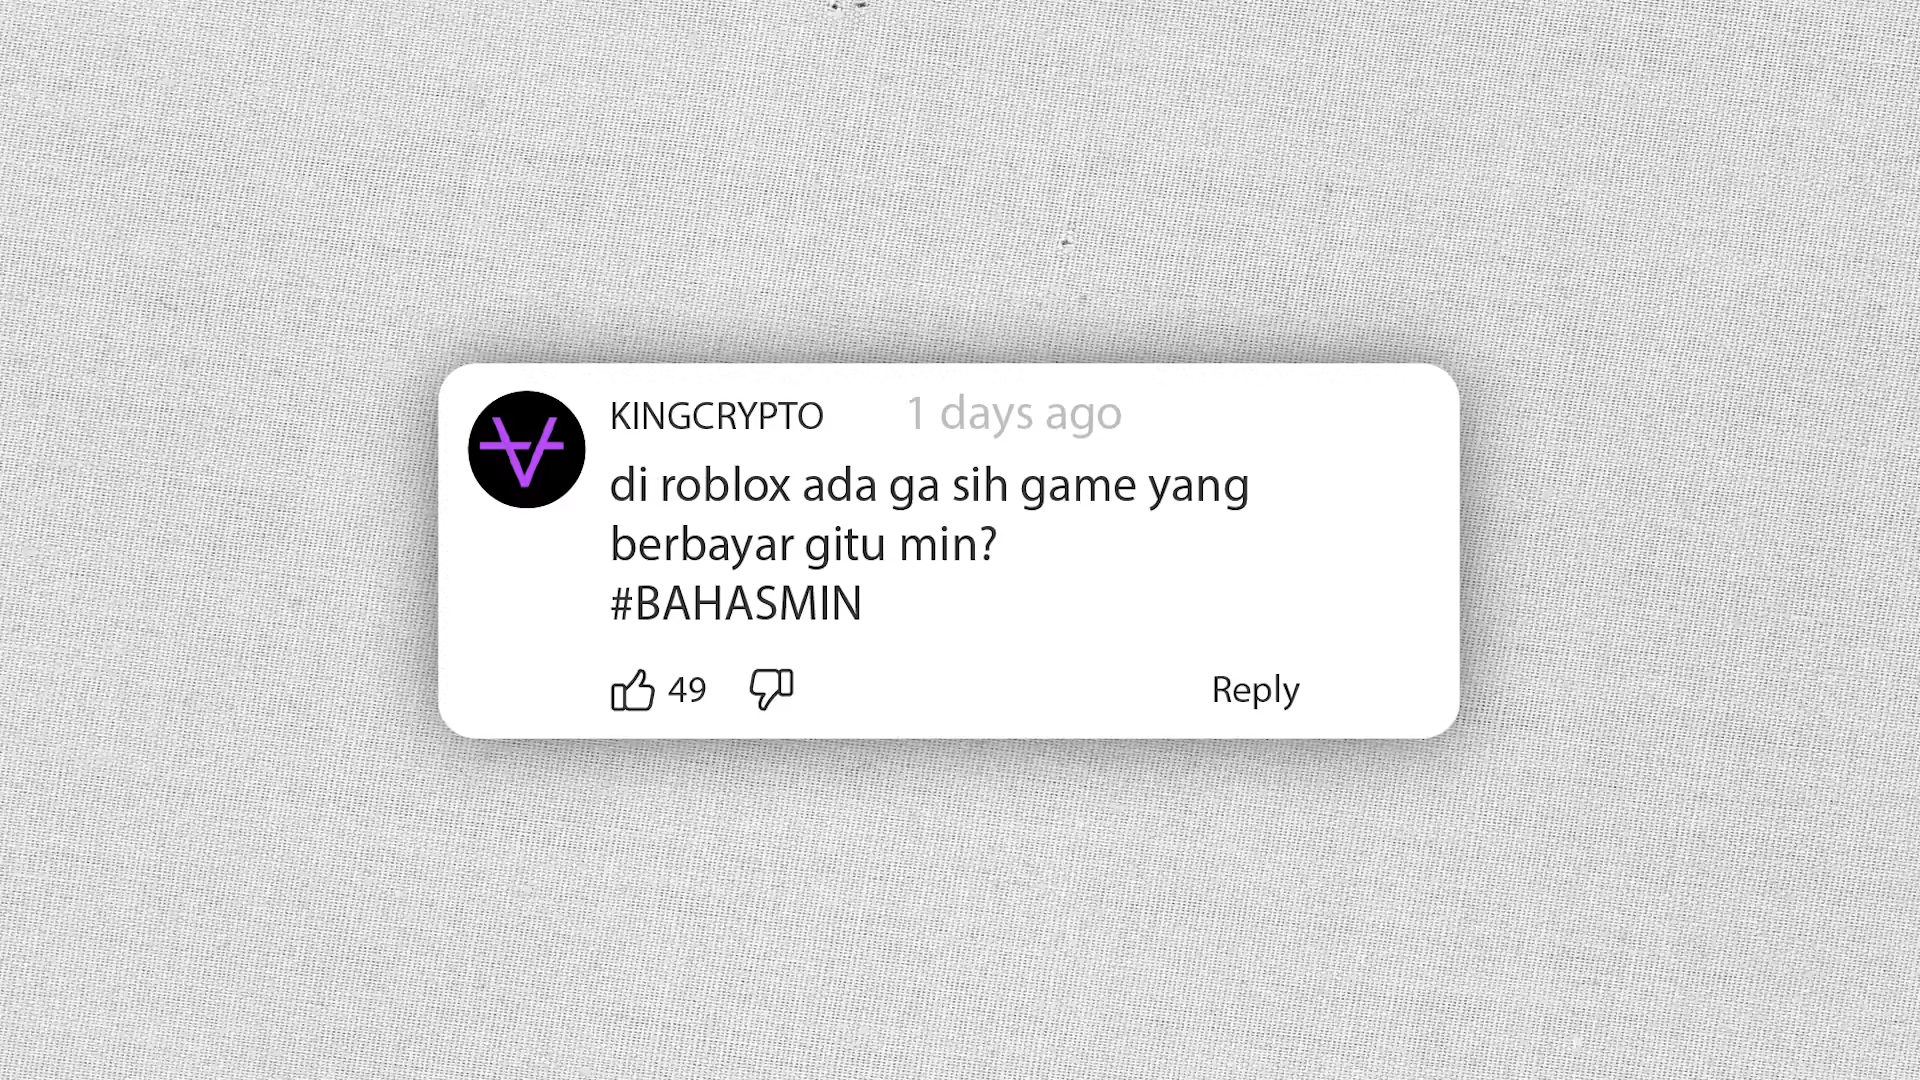 KINGCRYPTO 1 days ago
di roblox ada ga sih game yang
berbayar gitu min?
#BAHASMIN
49 Reply